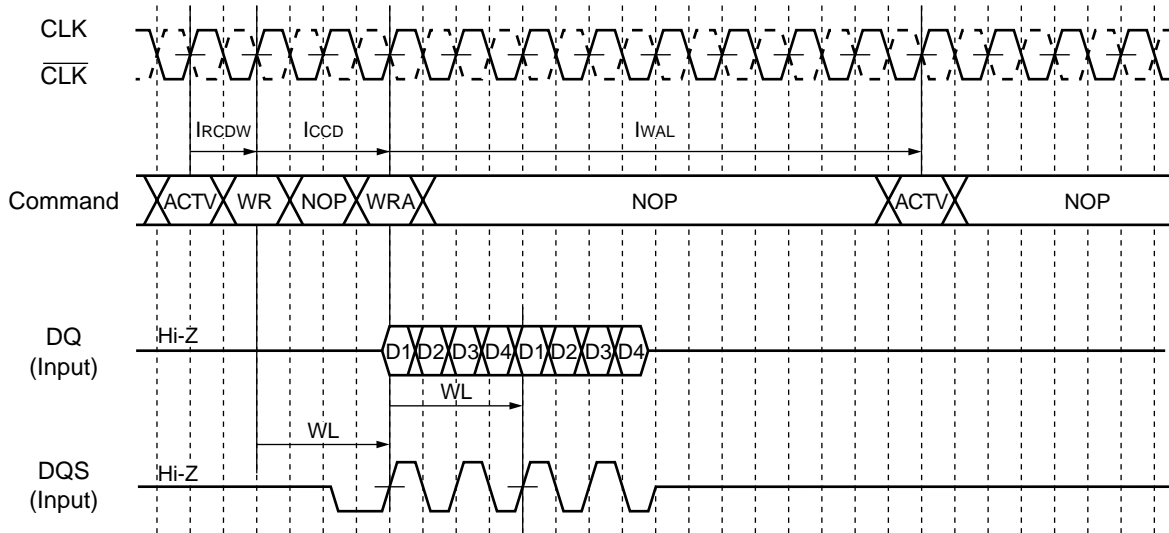 CLK
CLK
IRCDW ICCD IWAL
Command ACTV WR NOP WRA NOP ACTV NOP
DQ
(Input) Hi-Z D1 D2 D3 D4 D1 D2 D3 D4
WL
WL
DQS
(Input) Hi-Z